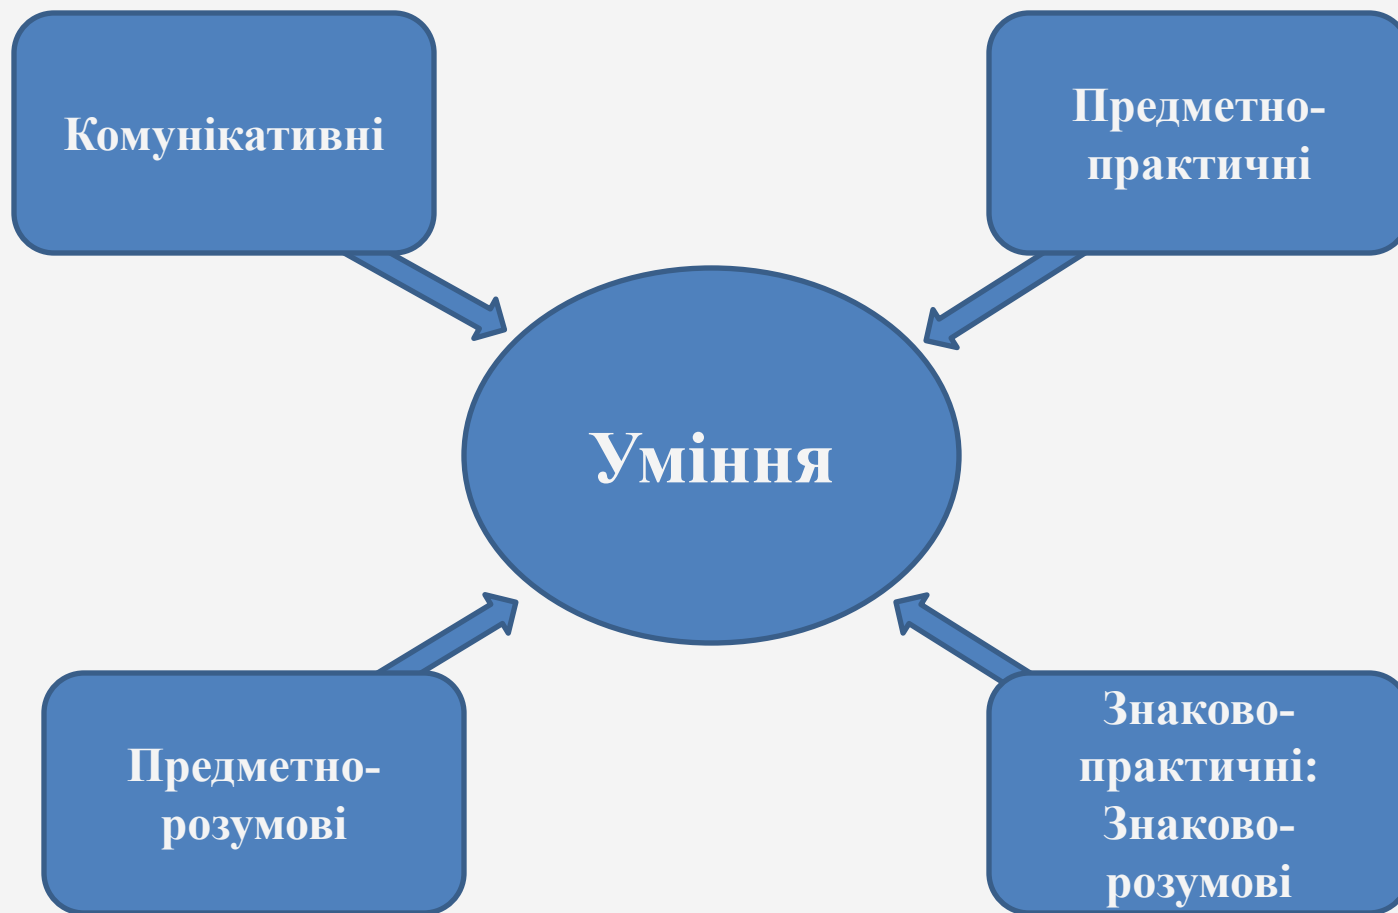 Комунікативні
Предметно-
практичні
Уміння
Предметно-
розумові
Знаково-
практичні:
Знаково-
розумові